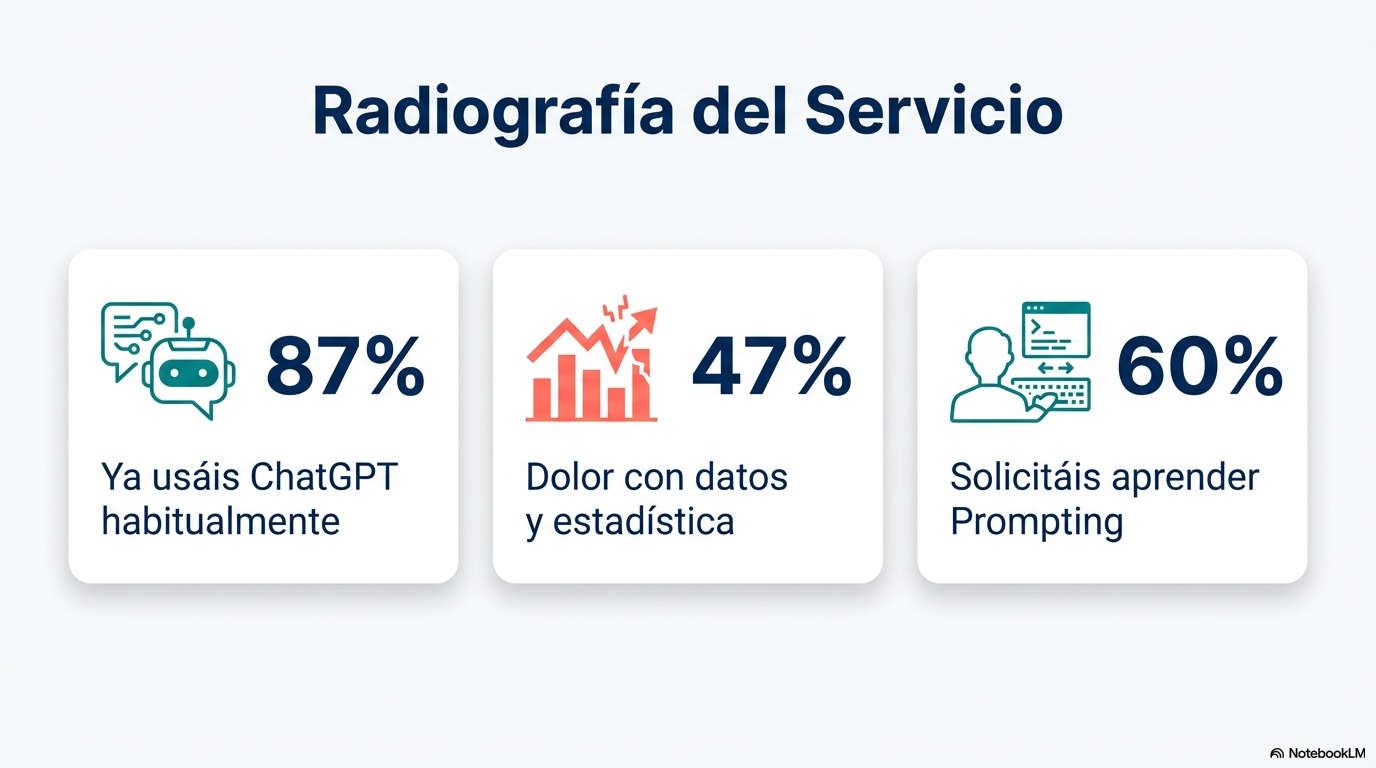 Radiografía del Servicio
87%
Ya usáis ChatGPT
habitualmente
47%
Dolor con datos
y estadística
60%
Solicitáis aprender
Prompting
NotebookLM